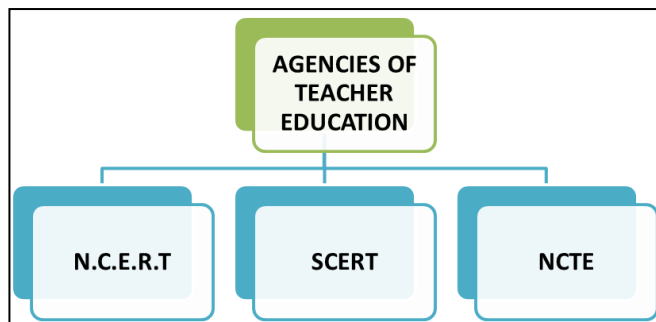 AGENCIES OF
TEACHER
EDUCATION
N.C.E.R.T
SCERT
NCTE